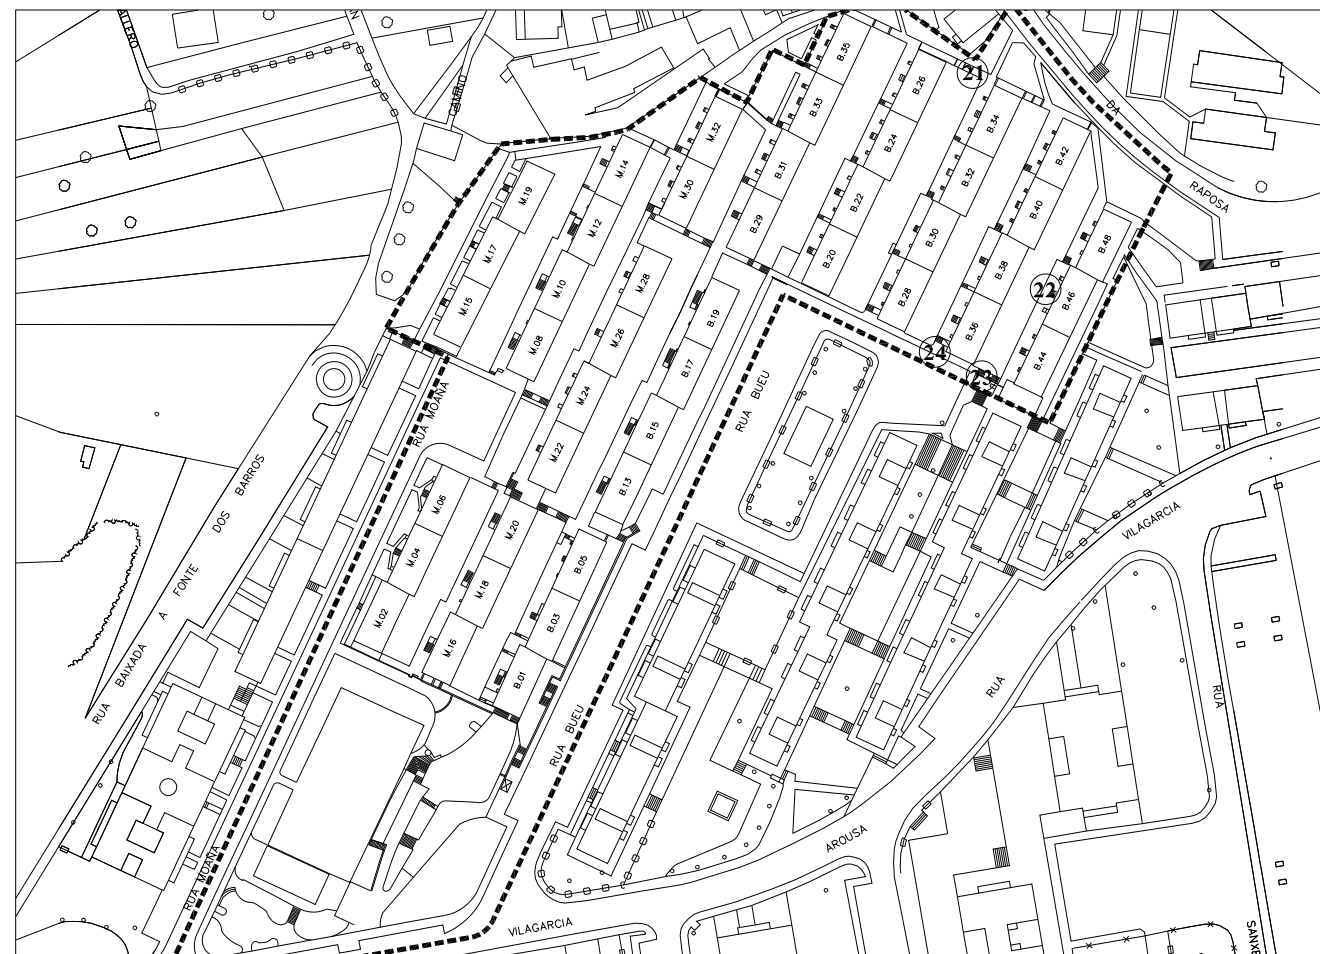 CAMIÑO
21
DA
RAPOSA
B.35
B.26
B.33
B.34
B.24
B.42
M.32
B.31
B.32
M.14
M.30
B.22
B.40
M.19
M.12
B.29
B.30
B.48
M.17
B.20
B.38
M.10
M.28
22
B.46
M.15
B.28
B.19
M.08
M.26
B.36
24
B.17
B.44
23
M.24
RUA MOAÑA
RUA BUEU
B.15
M.22
B.13
DOS BARROS
M.06
M.20
VILAGARCIA
M.04
B.05
A FONTE
M.18
M.02
B.03
M.16
BAIXADA
B.01
RUA
RUA
RUA
RUA BUEU
AROUSA
RUA MOAÑA
VILAGARCIA